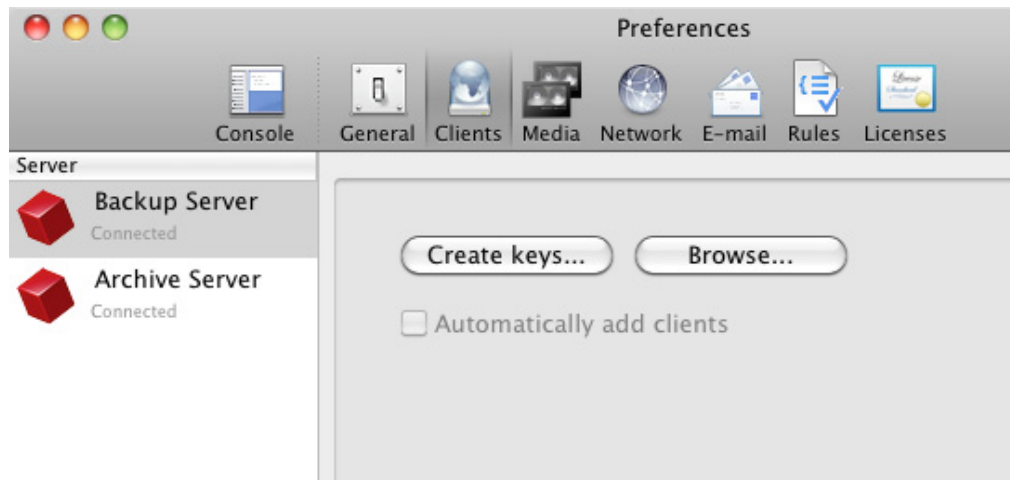 Preferences
Console General Clients Media Network E-mail Rules Licenses
Server
Backup Server
Connected
Archive Server
Connected
Create keys... Browse...
Automatically add clients